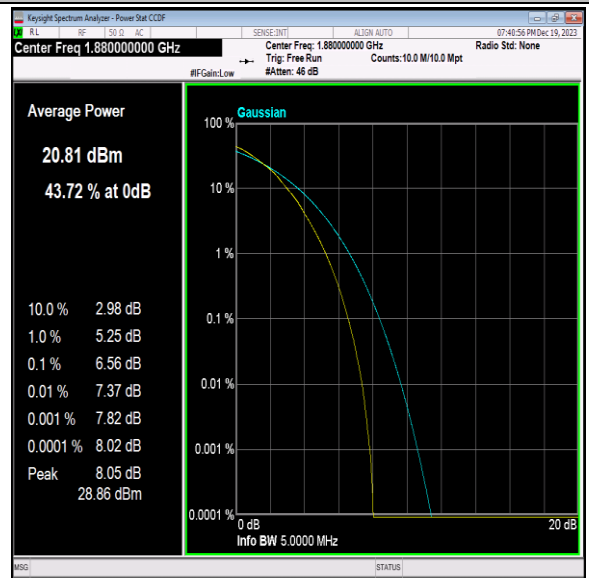 Keysight Spectrum Analyzer - Power Stat CCDF
RL RF 50 Ω AC SENSE:INT ALIGN AUTO 07:40:56 PM Dec 19, 2023
Center Freq 1.880000000 GHz
Center Freq: 1.880000000 GHz Radio Std: None
Trig: Free Run Counts:10.0 M/10.0 Mpt
#IFGain:Low #Atten: 46 dB
Average Power
20.81 dBm
43.72 % at 0dB
10.0 % 2.98 dB
1.0 % 5.25 dB
0.1 % 6.56 dB
0.01 % 7.37 dB
0.001 % 7.82 dB
0.0001 % 8.02 dB
Peak 8.05 dB
28.86 dBm
Gaussian
100 %
10 %
1 %
0.1 %
0.01 %
0.001 %
0.0001 %
0 dB 20 dB
Info BW 5.0000 MHz
MSG STATUS